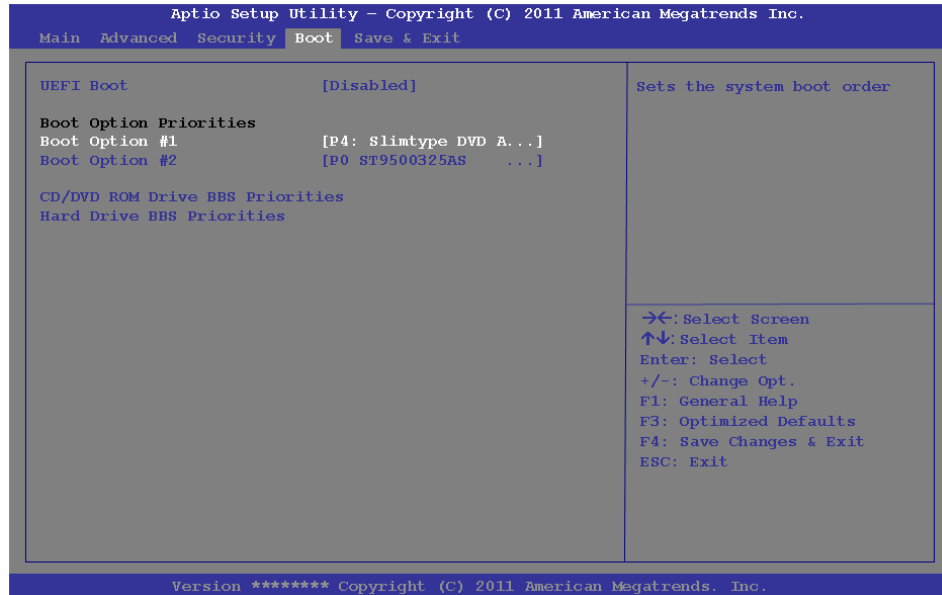 Aptio Setup Utility – Copyright (C) 2011 American Megatrends Inc.
Main Advanced Security Boot Save & Exit
UEFI Boot [Disabled]
Boot Option Priorities
Boot Option #1 [P4: Slimtype DVD A...]
Boot Option #2 [P0 ST9500325AS ...]
CD/DVD ROM Drive BBS Priorities
Hard Drive BBS Priorities
Sets the system boot order
→←:Select Screen
↑↓:Select Item
Enter: Select
+/-: Change Opt.
F1: General Help
F3: Optimized Defaults
F4: Save Changes & Exit
ESC: Exit
Version ******** Copyright (C) 2011 American Megatrends. Inc.